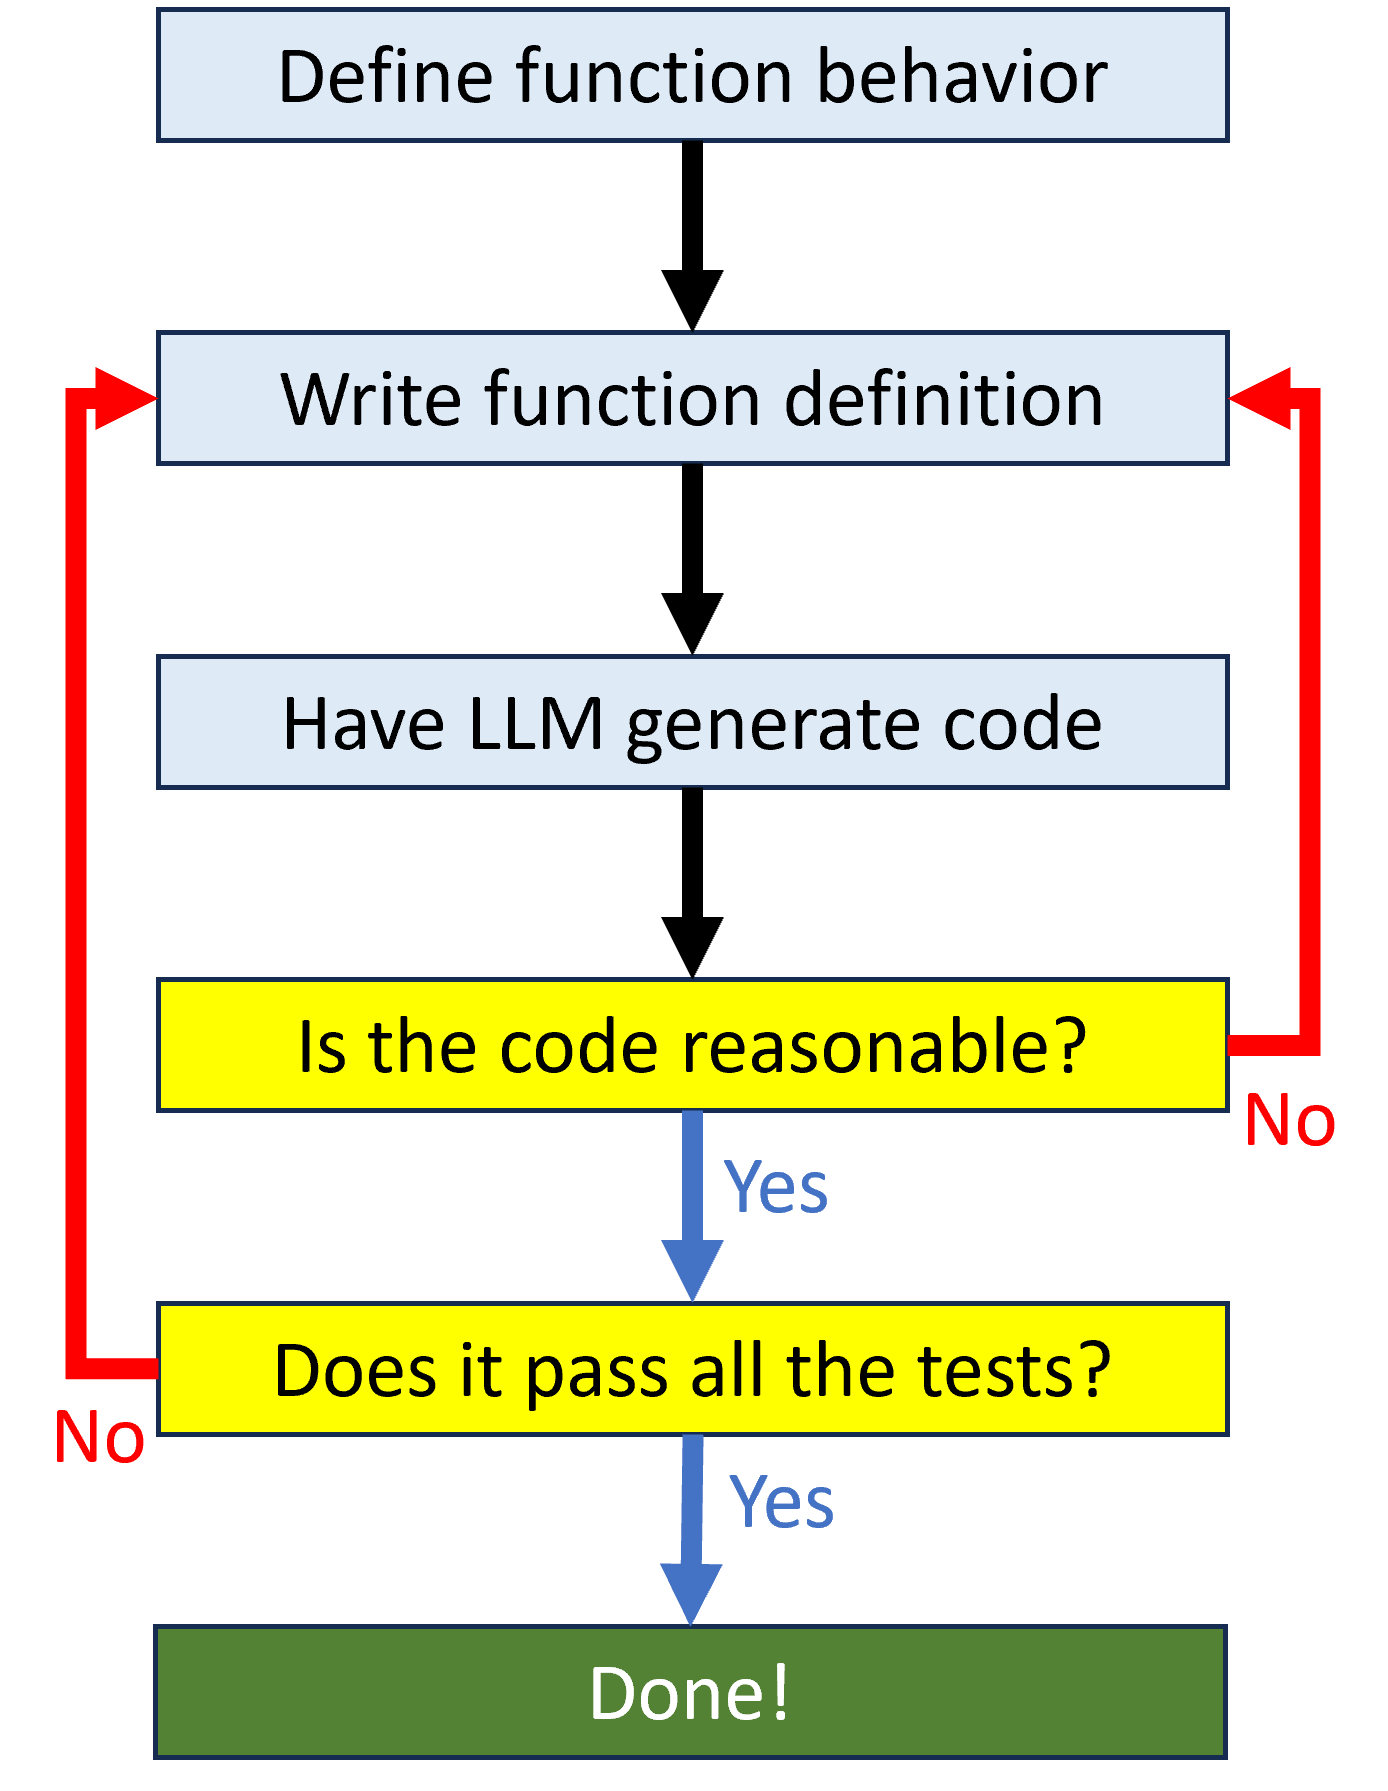 Define function behavior
Write function definition
Have LLM generate code
Is the code reasonable?
No
Yes
Does it pass all the tests?
No
Yes
Done!